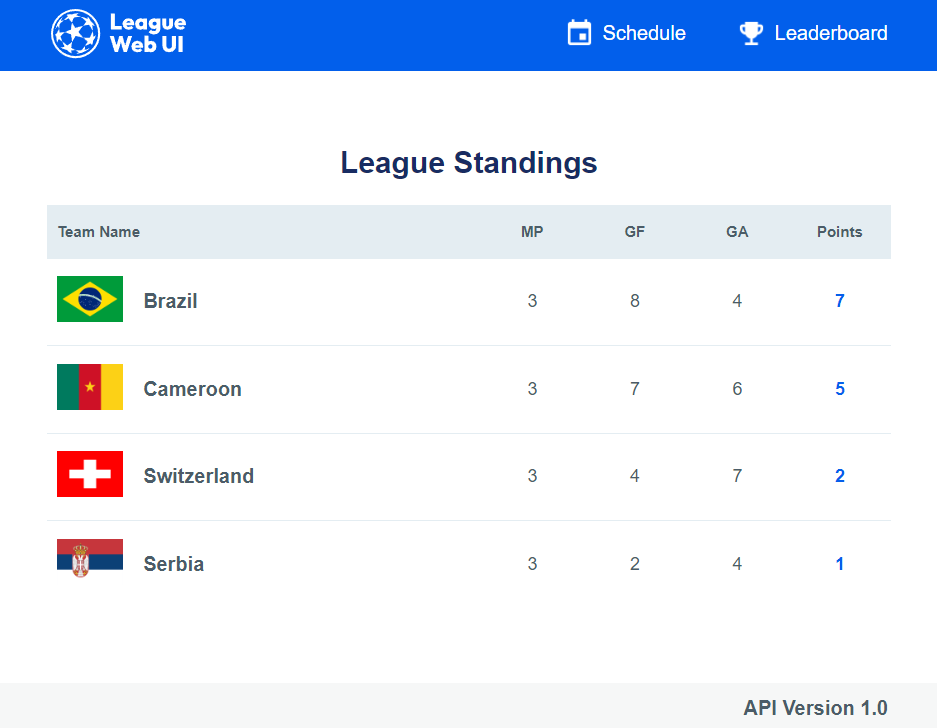 League
Web UI
Schedule
Leaderboard
League Standings
Team Name MP GF GA Points
Brazil 3 8 4 7
Cameroon 3 7 6 5
Switzerland 3 4 7 2
Serbia 3 2 4 1
API Version 1.0